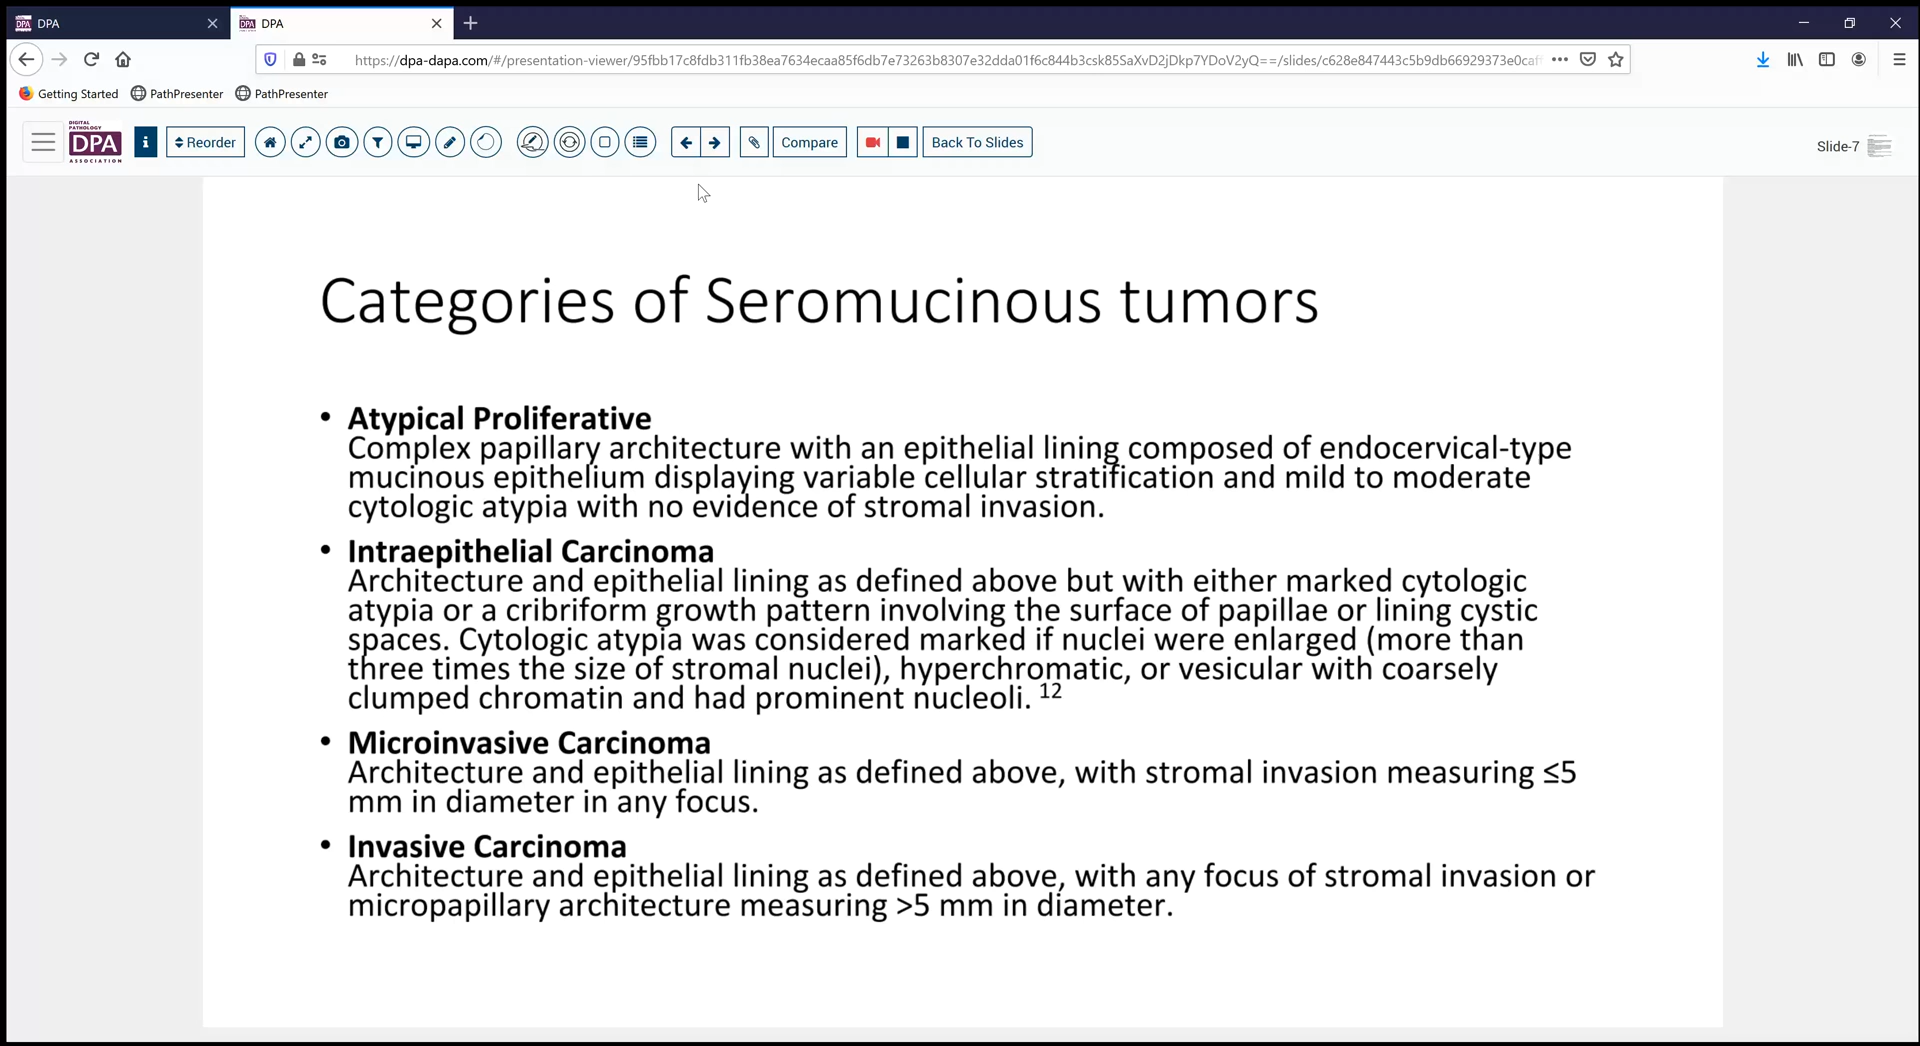 DPA
DPA
https://dpa-dapa.com/#/presentation-viewer/95fbb17c8fdb311fb38ea7634ecaa85f6db7e73263b8307e32dda01f6c844b3csk85SaXvD2jDkp7YDoV2yQ==/slides/c628e847443c5b9db66929373e0caf
Getting Started PathPresenter PathPresenter
DIGITAL
PATHOLOGY
DPA
ASSOCIATION
i Reorder Compare Back To Slides Slide-7
Categories of Seromucinous tumors
• Atypical Proliferative
Complex papillary architecture with an epithelial lining composed of endocervical-type
mucinous epithelium displaying variable cellular stratification and mild to moderate
cytologic atypia with no evidence of stromal invasion.
• Intraepithelial Carcinoma
Architecture and epithelial lining as defined above but with either marked cytologic
atypia or a cribriform growth pattern involving the surface of papillae or lining cystic
spaces. Cytologic atypia was considered marked if nuclei were enlarged (more than
three times the size of stromal nuclei), hyperchromatic, or vesicular with coarsely
clumped chromatin and had prominent nucleoli. 12
• Microinvasive Carcinoma
Architecture and epithelial lining as defined above, with stromal invasion measuring ≤5
mm in diameter in any focus.
• Invasive Carcinoma
Architecture and epithelial lining as defined above, with any focus of stromal invasion or
micropapillary architecture measuring >5 mm in diameter.